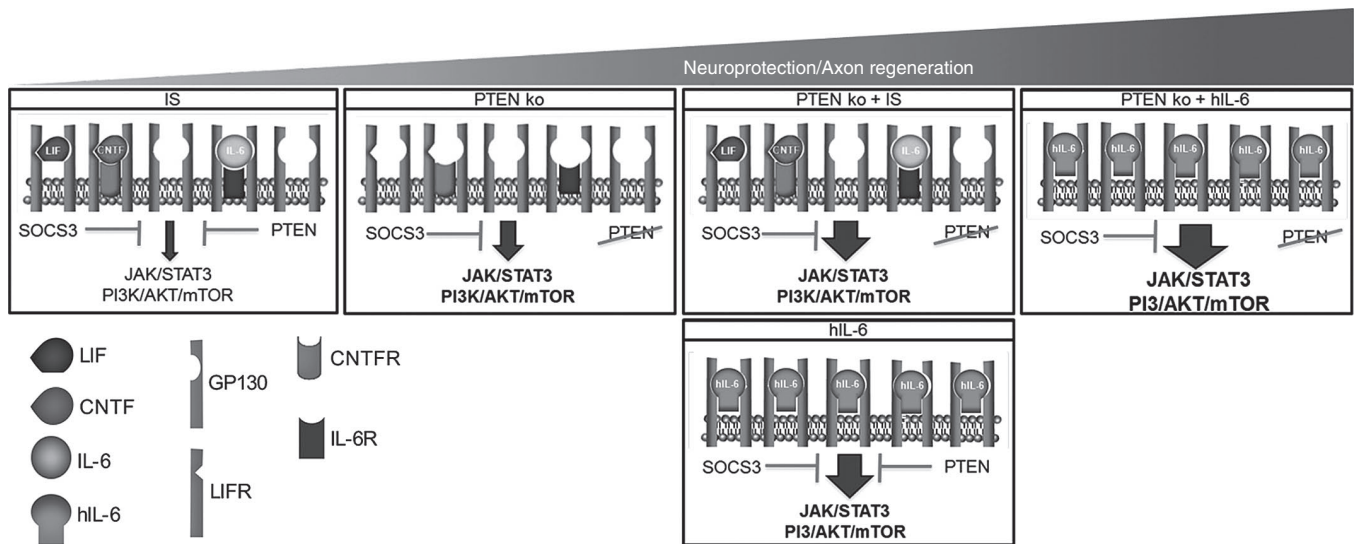 Neuroprotection/Axon regeneration
IS
LIF
CNTF
IL-6
SOCS3
PTEN
JAK/STAT3
PI3K/AKT/mTOR
PTEN ko
SOCS3
PTEN
JAK/STAT3
PI3K/AKT/mTOR
PTEN ko + IS
LIF
CNTF
IL-6
SOCS3
PTEN
JAK/STAT3
PI3K/AKT/mTOR
PTEN ko + hIL-6
hIL-6
hIL-6
hIL-6
hIL-6
hIL-6
SOCS3
PTEN
JAK/STAT3
PI3/AKT/mTOR
hIL-6
hIL-6
hIL-6
hIL-6
hIL-6
hIL-6
SOCS3
PTEN
JAK/STAT3
PI3/AKT/mTOR
LIF
CNTF
IL-6
hIL-6
GP130
LIFR
CNTFR
IL-6R